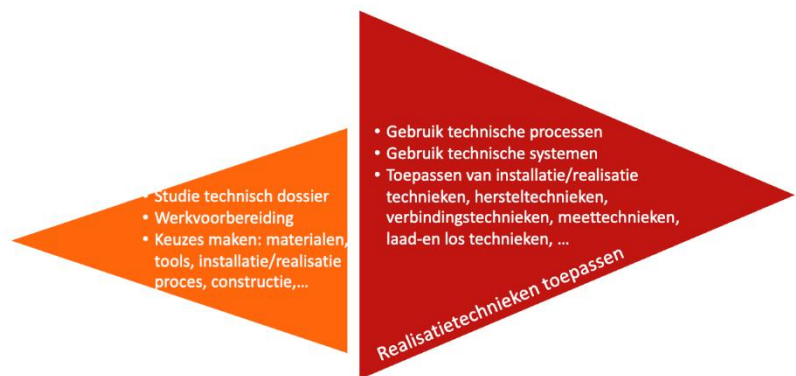 • Studie technisch dossier
• Werkvoorbereiding
• Keuzes maken: materialen,
tools, installatie/realisatie
proces, constructie,...
• Gebruik technische processen
• Gebruik technische systemen
• Toepassen van installatie/realisatie
technieken, hersteltechnieken,
verbindingstechnieken, meettechnieken,
laad-en los technieken, ...
Realisatietechnieken toepassen